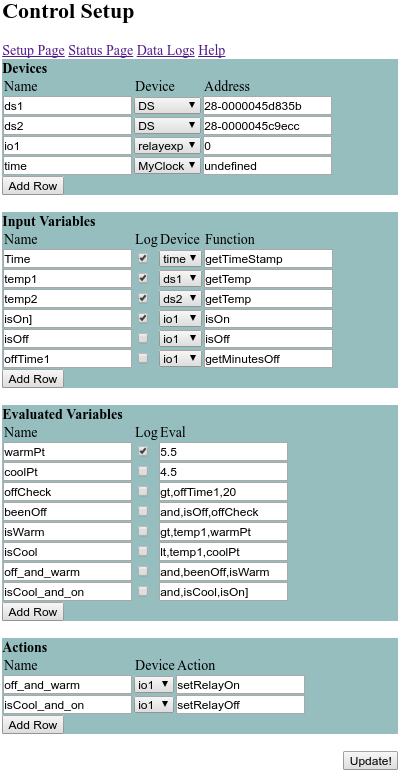 Control Setup
Setup Page Status Page Data Logs Help
Devices
Name Device Address
ds1 DS 28-0000045d835b
ds2 DS 28-0000045c9ecc
io1 relayexp 0
time MyClock undefined
Add Row
Input Variables
Name Log Device Function
Time time getTimeStamp
temp1 ds1 getTemp
temp2 ds2 getTemp
isOn] io1 isOn
isOff io1 isOff
offTime1 io1 getMinutesOff
Add Row
Evaluated Variables
Name Log Eval
warmPt 5.5
coolPt 4.5
offCheck gt,offTime1,20
beenOff and,isOff,offCheck
isWarm gt,temp1,warmPt
isCool lt,temp1,coolPt
off_and_warm and,beenOff,isWarm
isCool_and_on and,isCool,isOn]
Add Row
Actions
Name Device Action
off_and_warm io1 setRelayOn
isCool_and_on io1 setRelayOff
Add Row
Update!